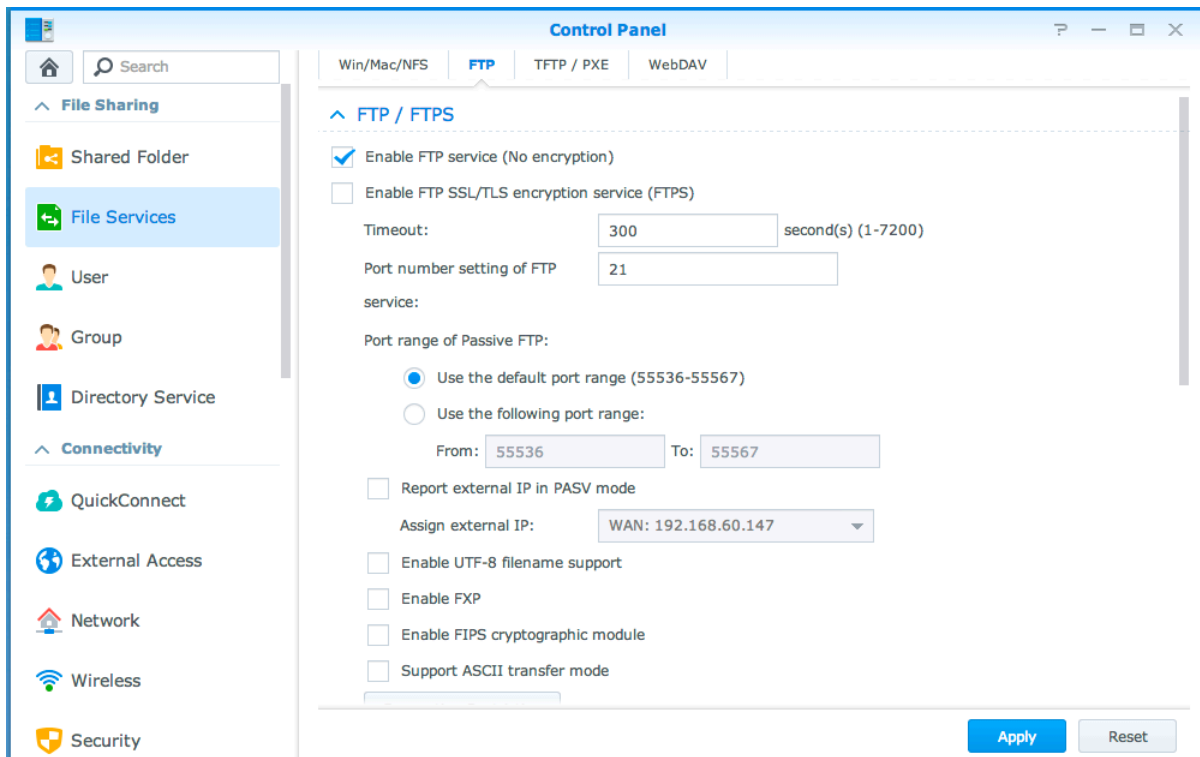 Control Panel
Search
File Sharing
Shared Folder
File Services
User
Group
Directory Service
Connectivity
QuickConnect
External Access
Network
Wireless
Security
Win/Mac/NFS FTP TFTP / PXE WebDAV
FTP / FTPS
Enable FTP service (No encryption)
Enable FTP SSL/TLS encryption service (FTPS)
Timeout: 300 second(s) (1-7200)
Port number setting of FTP 21
service:
Port range of Passive FTP:
Use the default port range (55536-55567)
Use the following port range:
From: 55536 To: 55567
Report external IP in PASV mode
Assign external IP: WAN: 192.168.60.147
Enable UTF-8 filename support
Enable FXP
Enable FIPS cryptographic module
Support ASCII transfer mode
Apply Reset